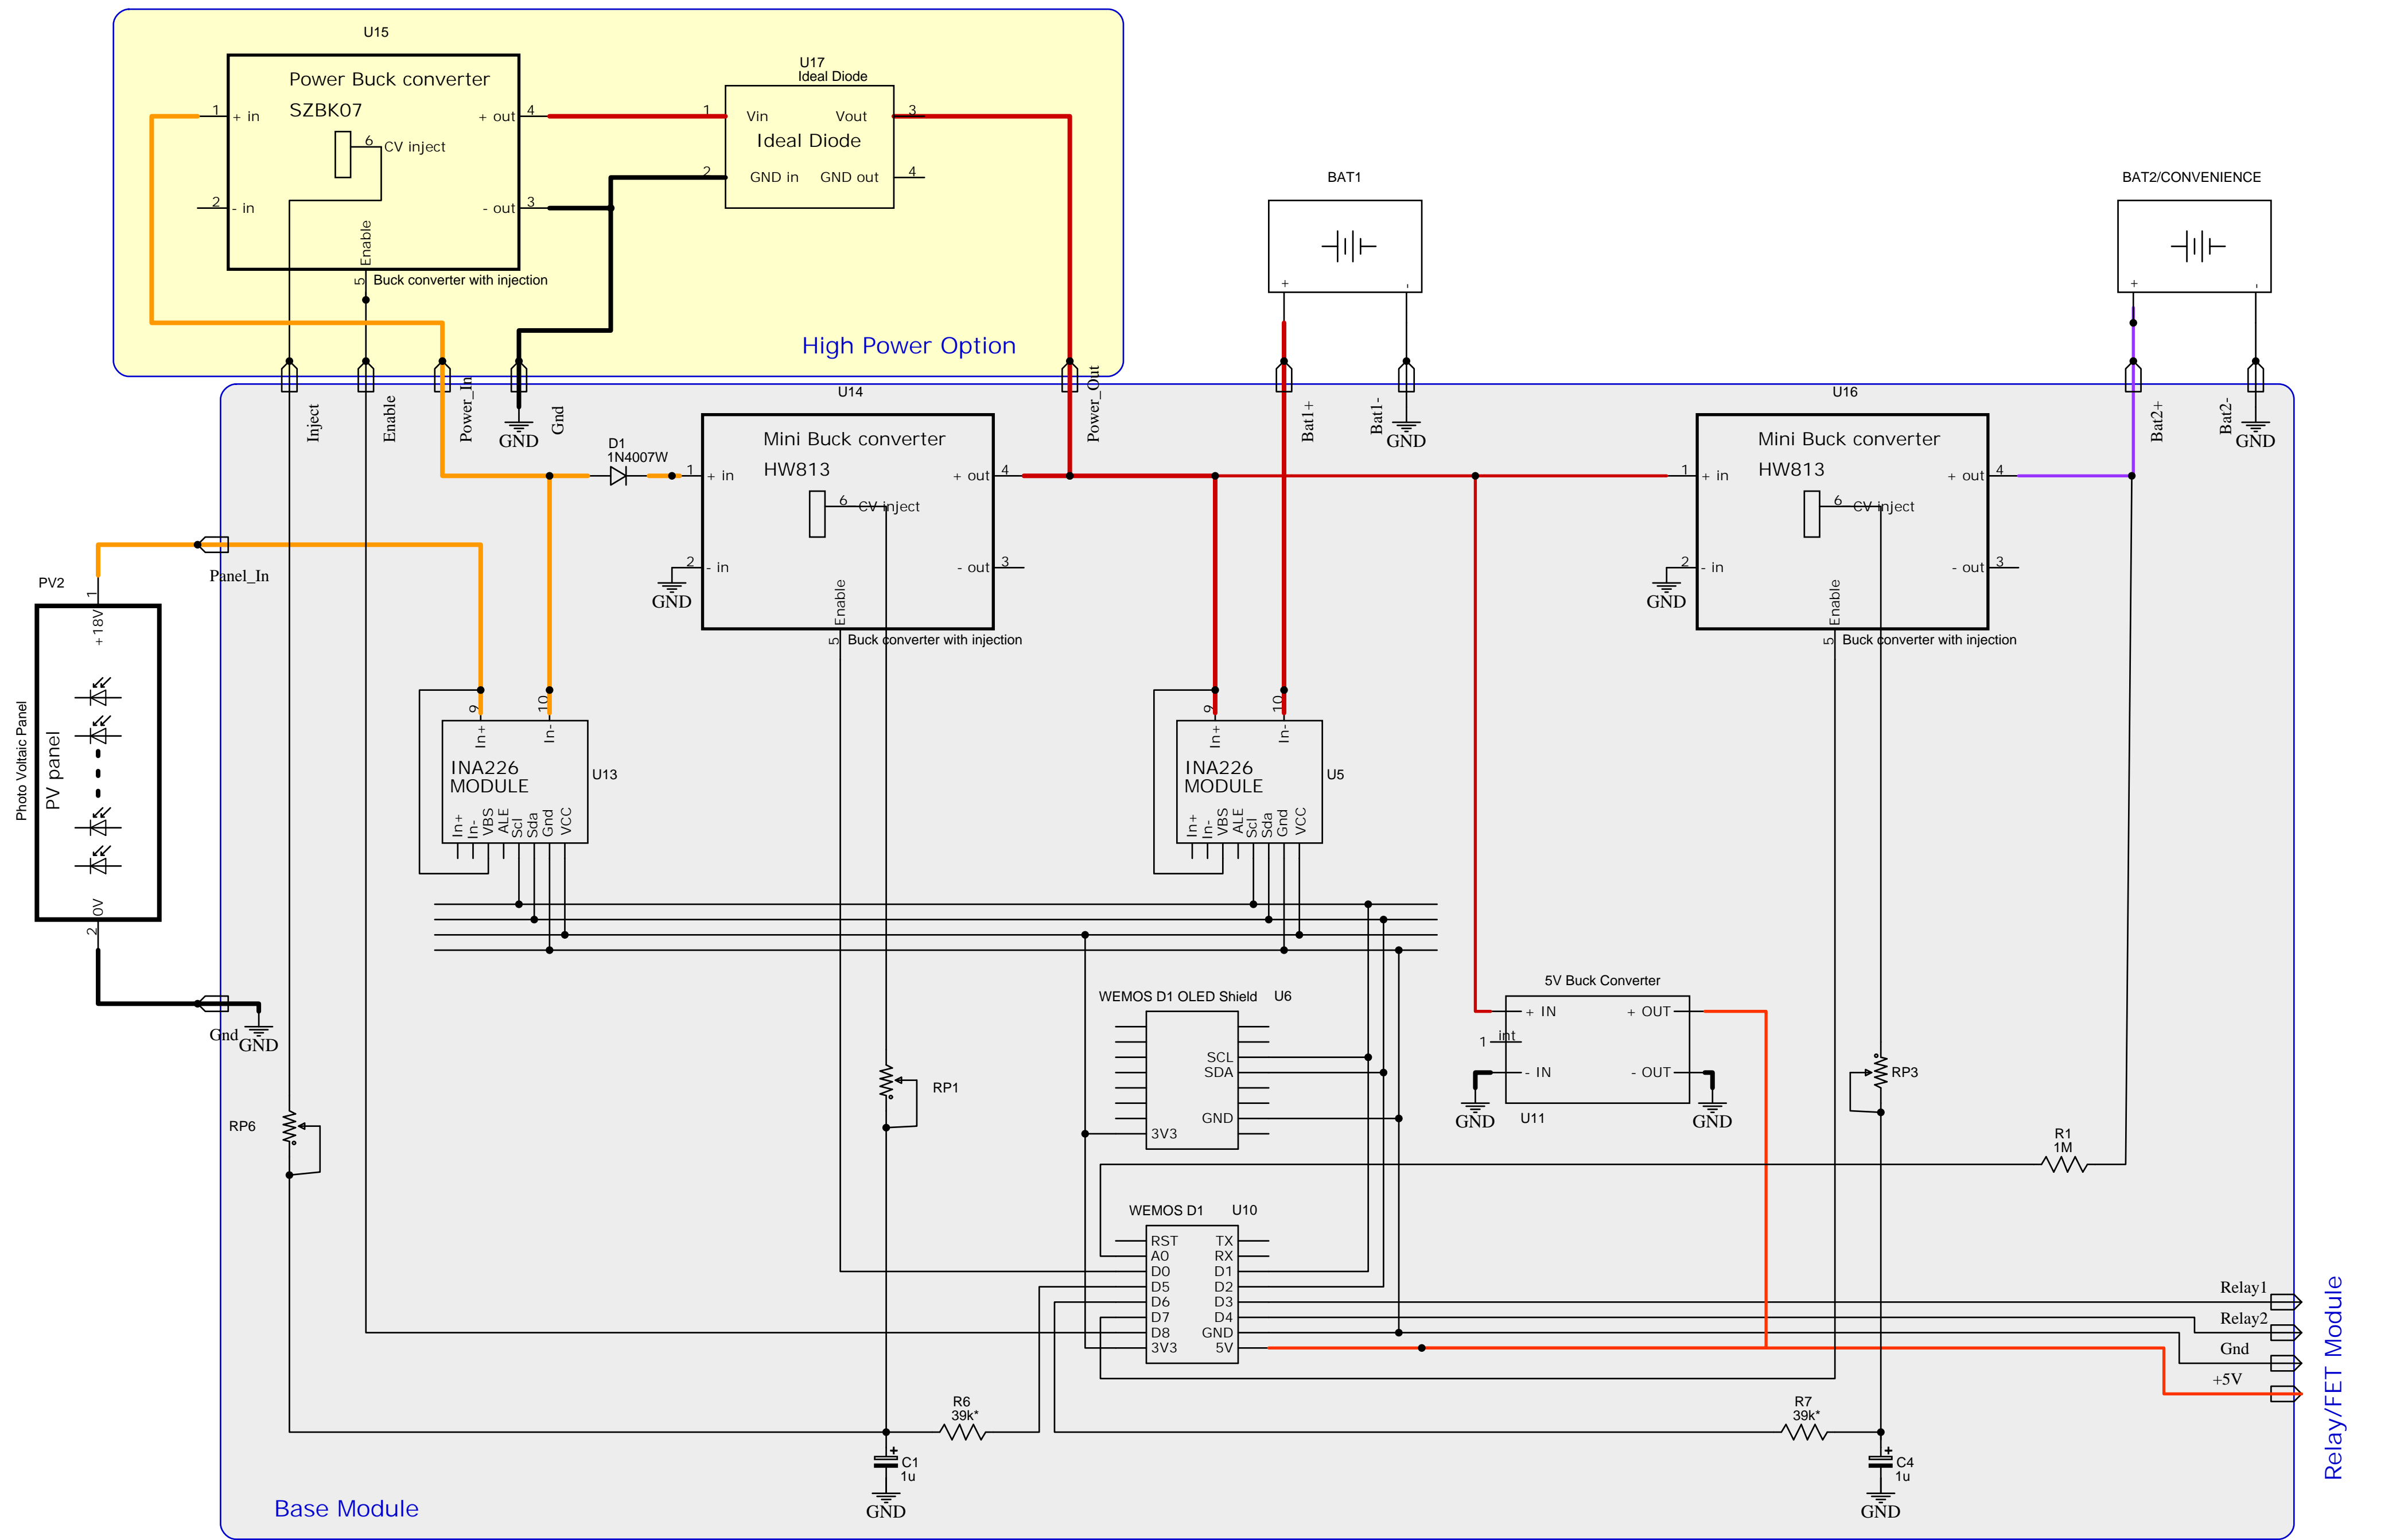 U15
Power Buck converter
SZBK07
1
+ in
+ out
4
6
CV inject
2
- in
- out
3
Enable
5
Buck converter with injection
U17
Ideal Diode
1
Vin
Vout
3
Ideal Diode
2
GND in
GND out
4
High Power Option
BAT1
+
-
BAT2/CONVENIENCE
+
-
Inject
Enable
Power_In
Gnd
GND
Power_Out
Bat1+
Bat1-
GND
Bat2+
Bat2-
GND
D1
1N4007W
U14
Mini Buck converter
HW813
1
+ in
+ out
4
6
CV inject
2
- in
- out
3
GND
Enable
5
Buck converter with injection
U16
Mini Buck converter
HW813
1
+ in
+ out
4
6
CV inject
2
- in
- out
3
GND
Enable
5
Buck converter with injection
Panel_In
PV2
1
+18V
Photo Voltaic Panel
PV panel
0V
2
Gnd
GND
9
10
In+
In-
INA226
MODULE
U13
In+
In-
VBS
ALE
Scl
Sda
Gnd
VCC
9
10
In+
In-
INA226
MODULE
U5
In+
In-
VBS
ALE
Scl
Sda
Gnd
VCC
WEMOS D1 OLED Shield
U6
SCL
SDA
GND
3V3
5V Buck Converter
+ IN
+ OUT
1
int
- IN
- OUT
GND
U11
GND
RP6
RP1
RP3
R1
1M
WEMOS D1
U10
RST
TX
A0
RX
D0
D1
D5
D2
D6
D3
D7
D4
D8
GND
3V3
5V
Relay1
Relay2
Gnd
+5V
Relay/FET Module
R6
39k*
R7
39k*
+
C1
1u
GND
+
C4
1u
GND
Base Module